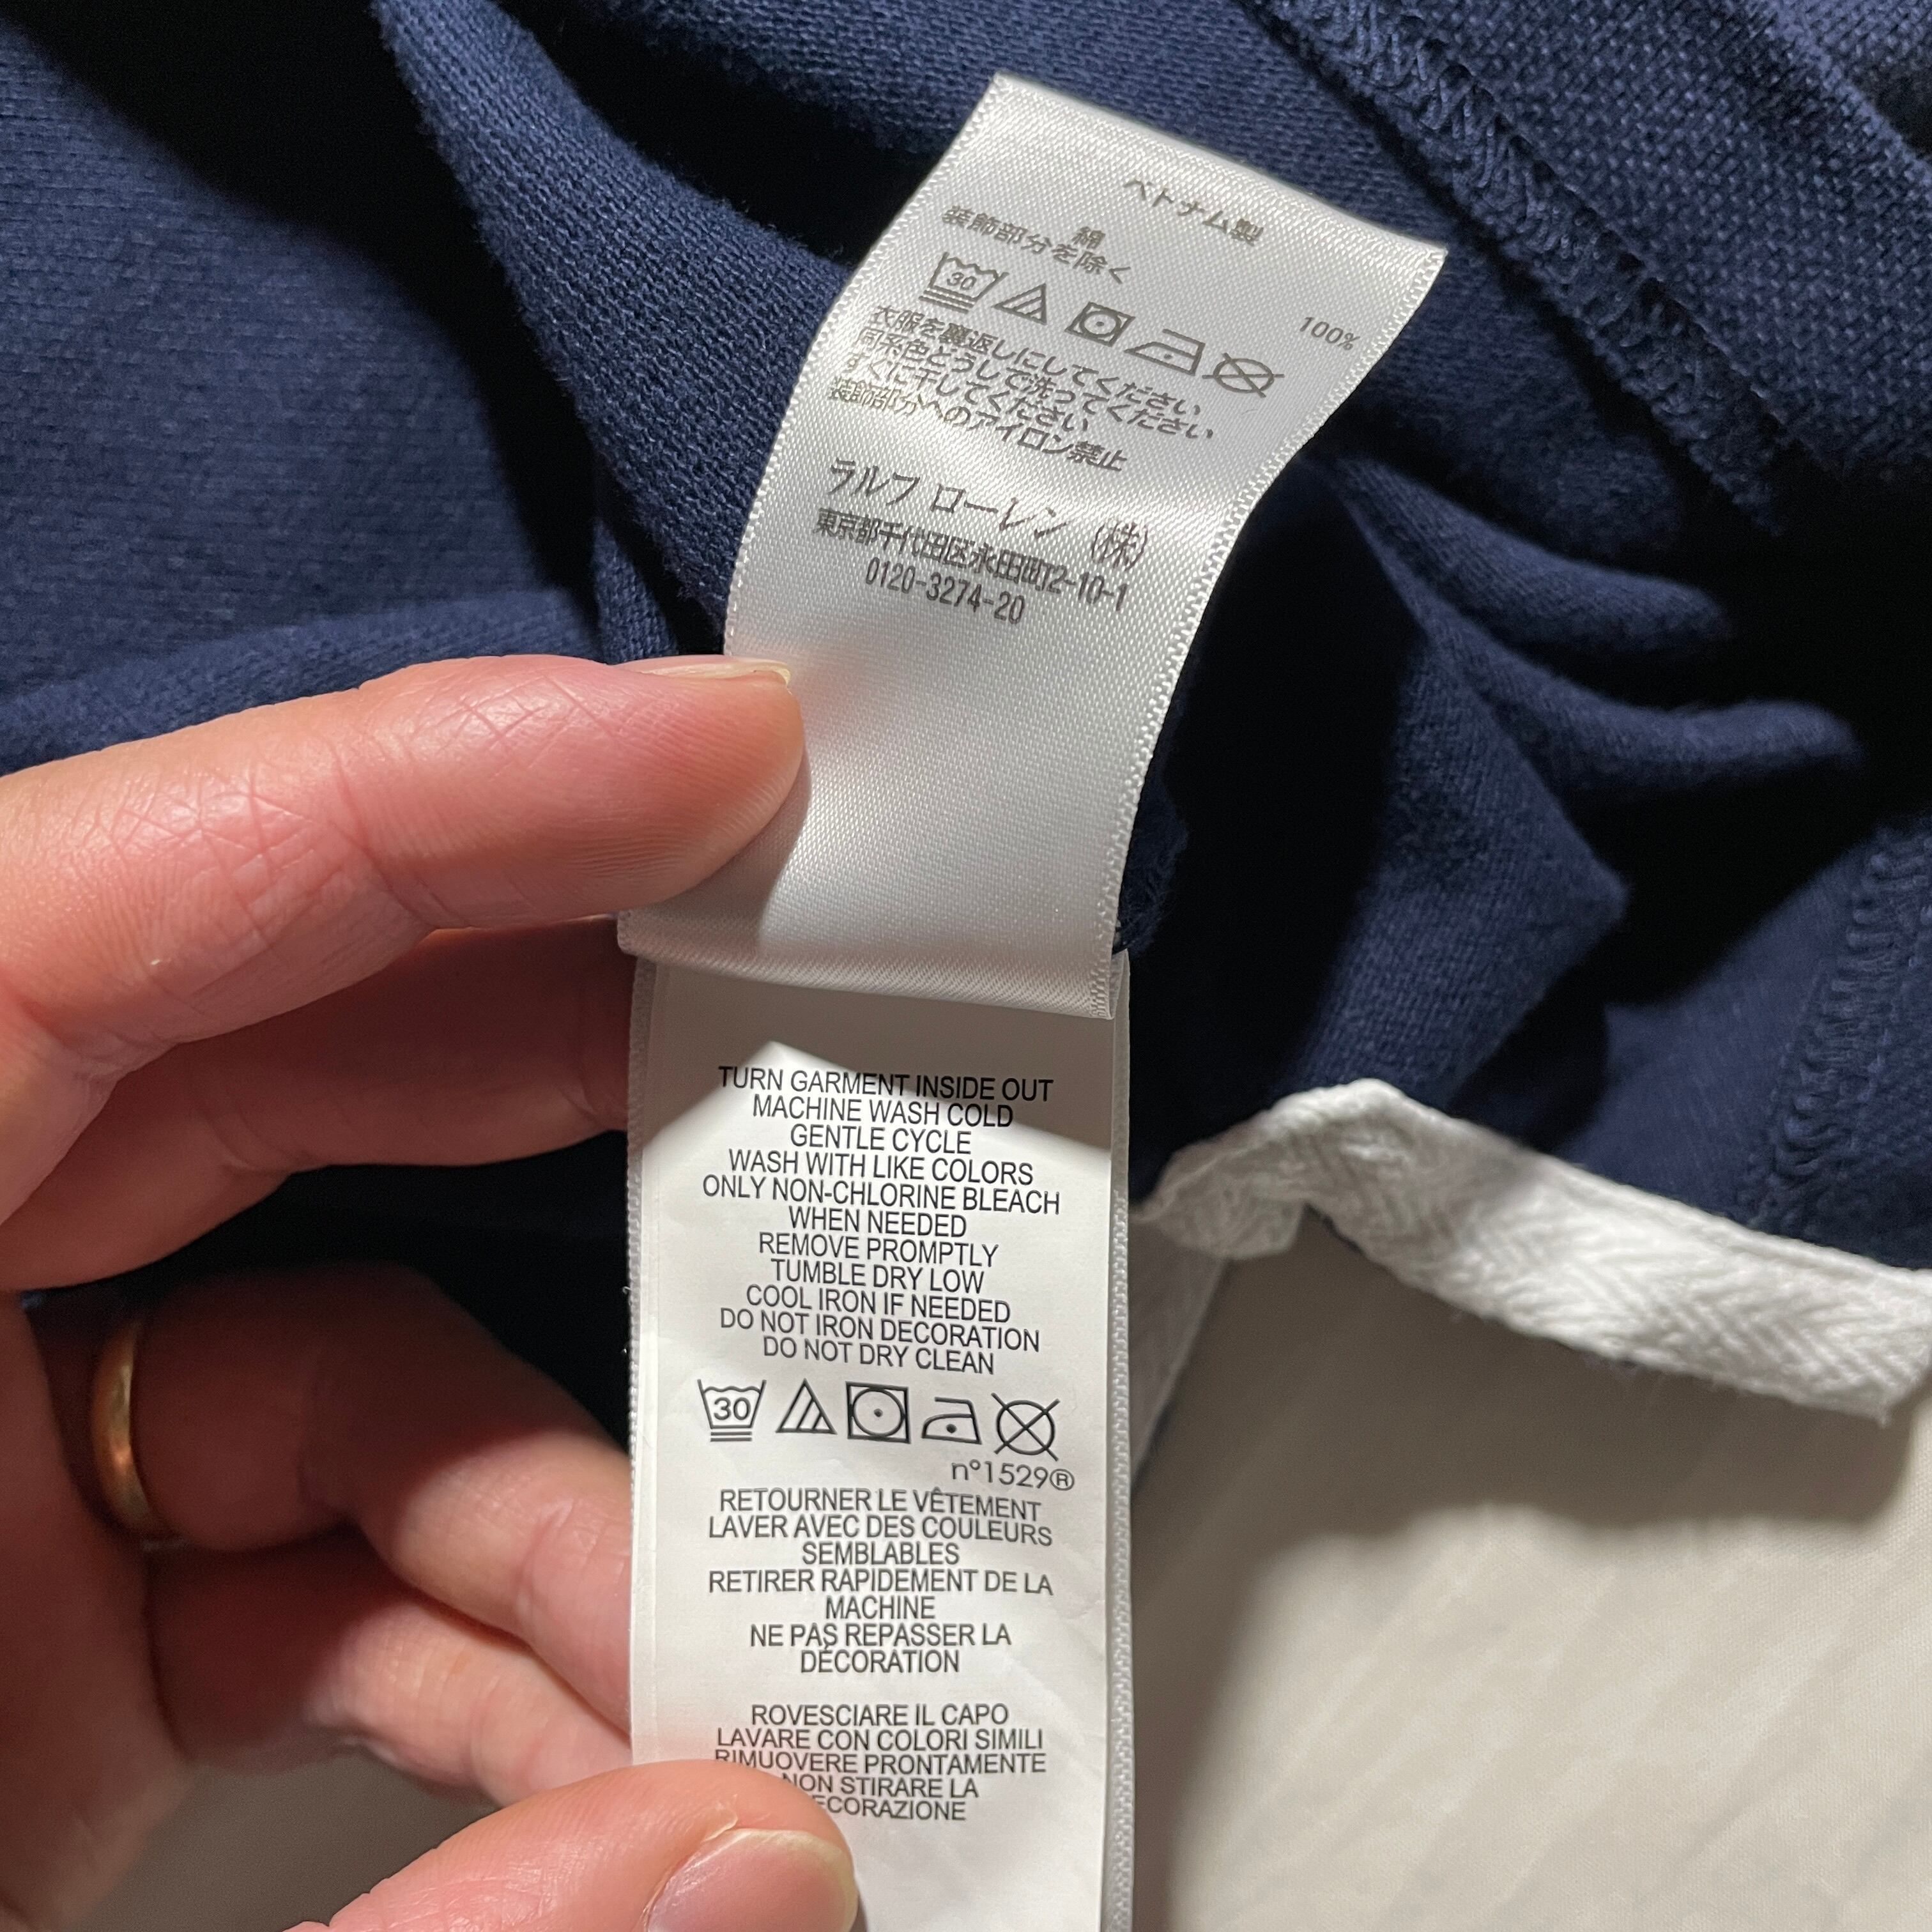 ベトナム製
綿 100%
装飾部分を除く
30
衣服を裏返しにしてください
同系色どうしで洗ってください
すぐに干してください
装飾部分へのアイロン禁止
ラルフ ローレン (株)
東京都千代田区永田町2-10-1
0120-3274-20
TURN GARMENT INSIDE OUT
MACHINE WASH COLD
GENTLE CYCLE
WASH WITH LIKE COLORS
ONLY NON-CHLORINE BLEACH
WHEN NEEDED
REMOVE PROMPTLY
TUMBLE DRY LOW
COOL IRON IF NEEDED
DO NOT IRON DECORATION
DO NOT DRY CLEAN
30
n°1529®
RETOURNER LE VÊTEMENT
LAVER AVEC DES COULEURS
SEMBLABLES
RETIRER RAPIDEMENT DE LA
MACHINE
NE PAS REPASSER LA
DÉCORATION
ROVESCIARE IL CAPO
LAVARE CON COLORI SIMILI
RIMUOVERE PRONTAMENTE
NON STIRARE LA
ECORAZIONE